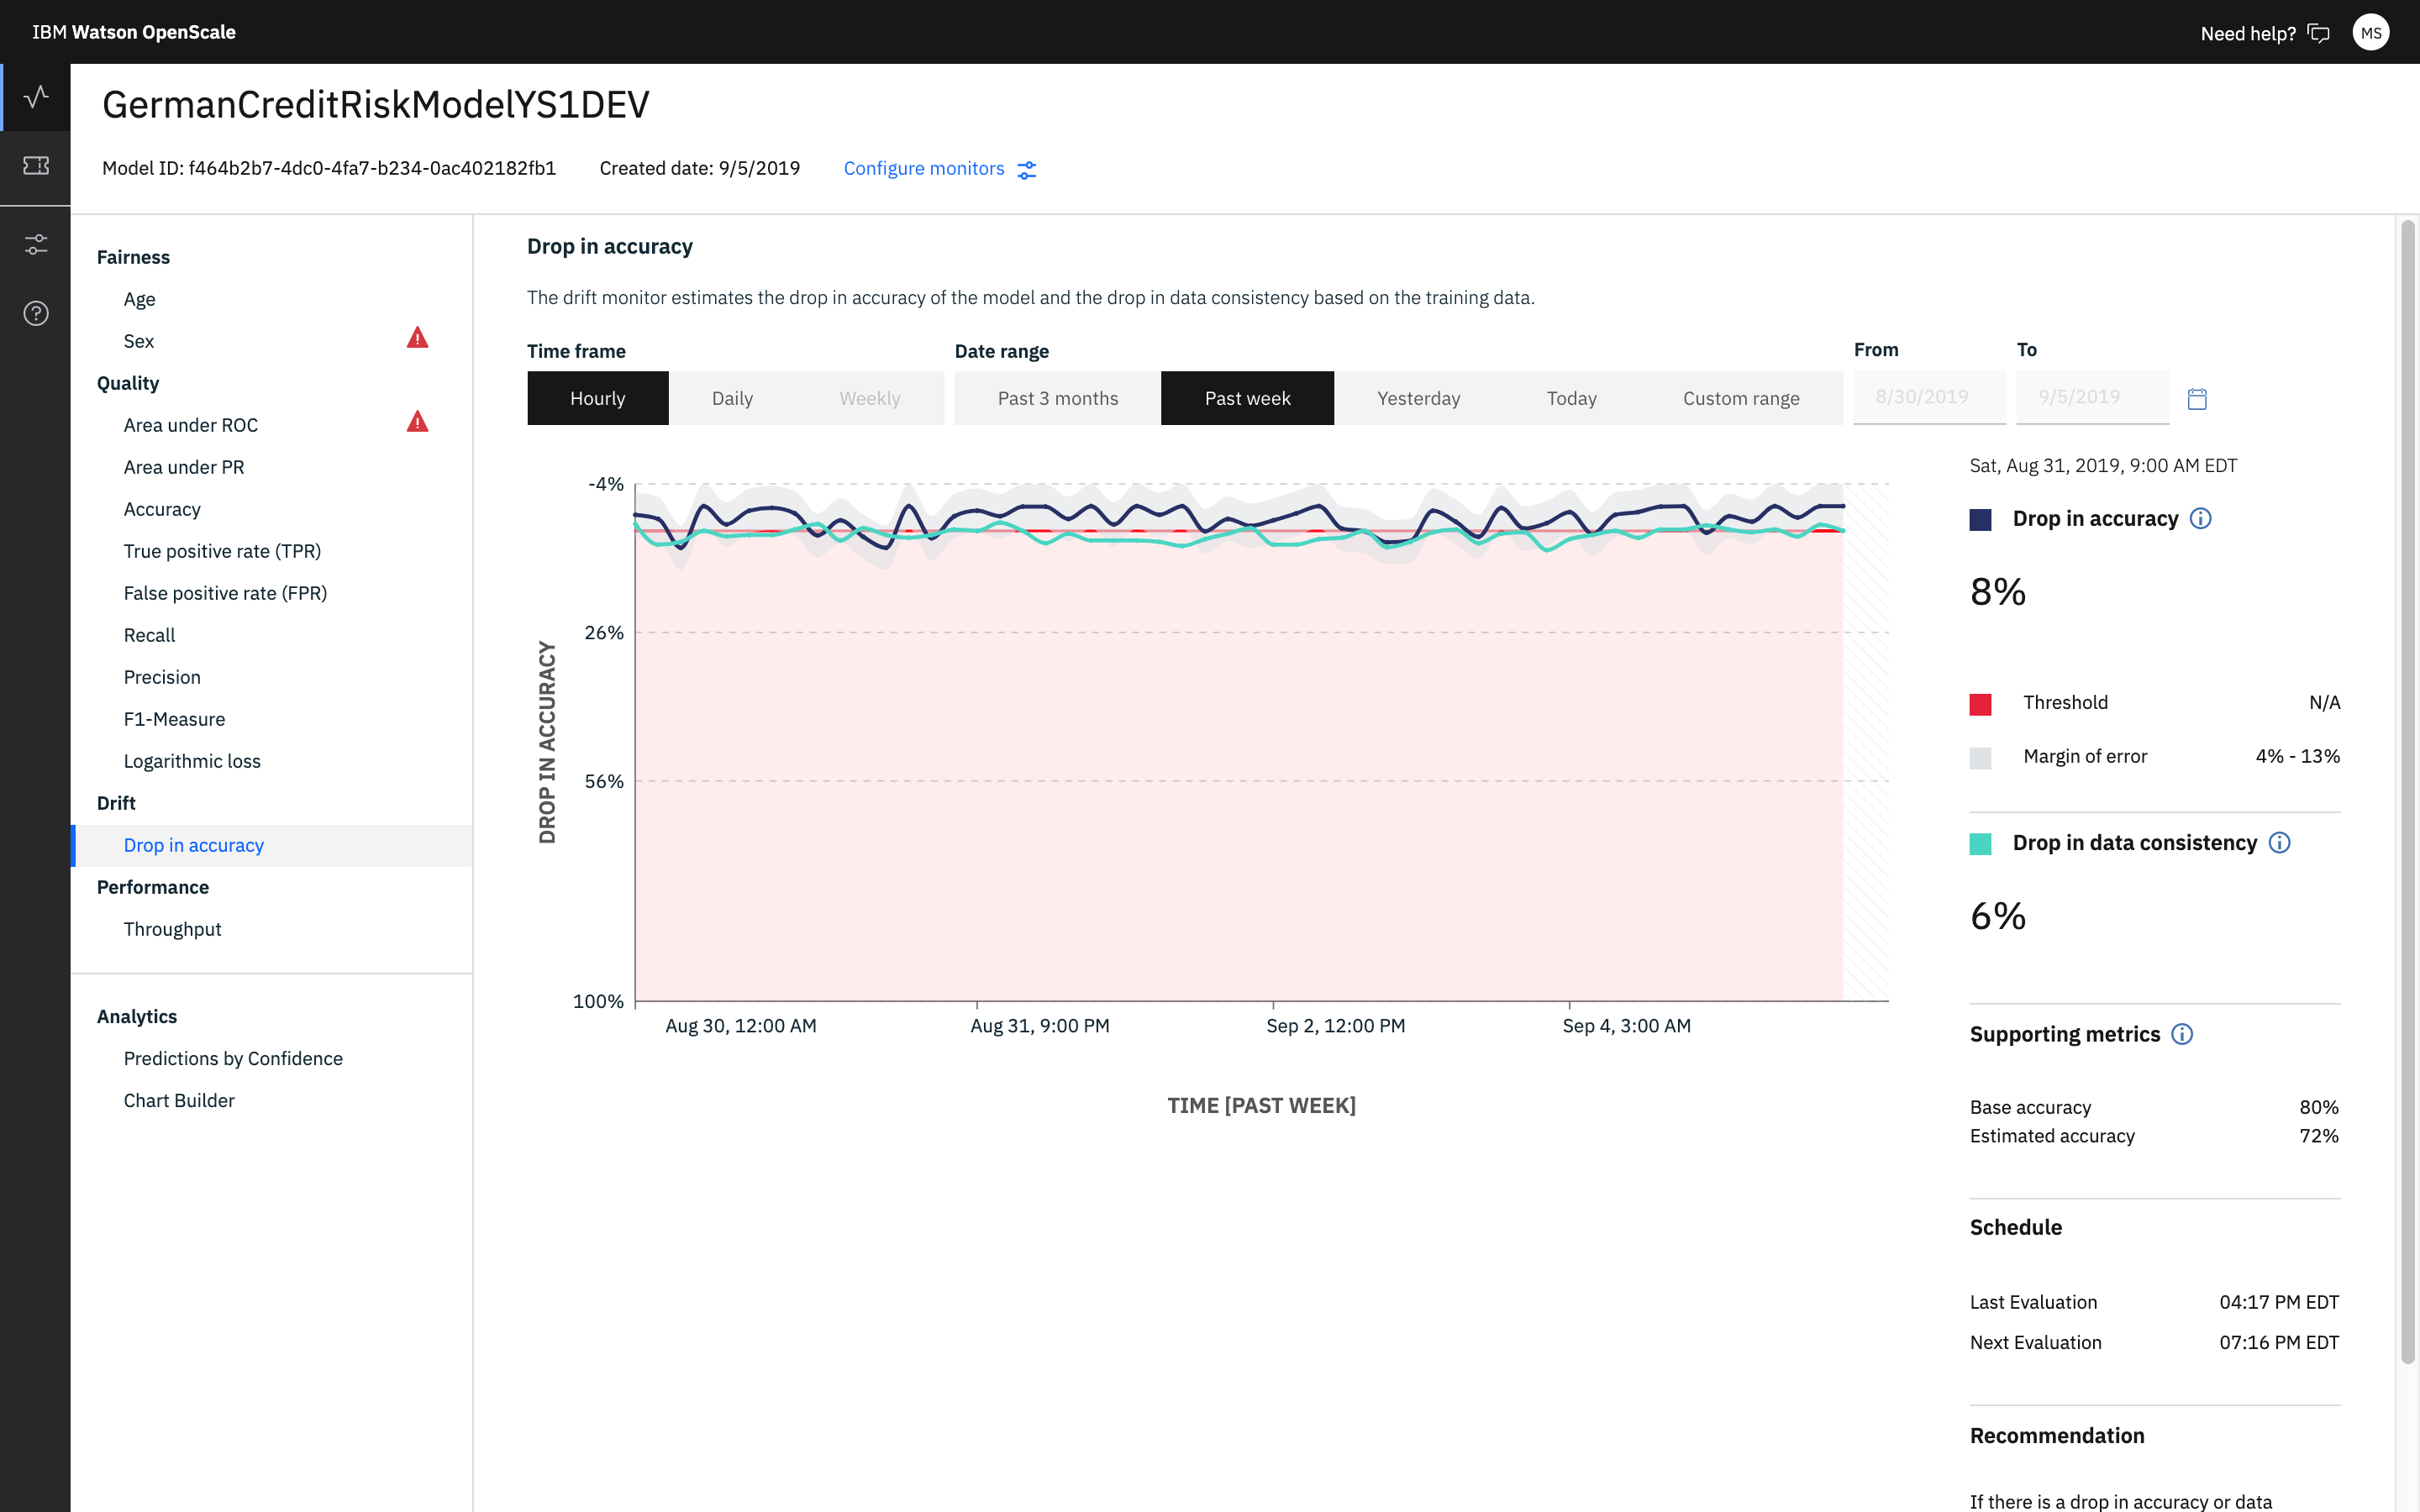 IBM Watson OpenScale
Need help?
MS
GermanCreditRiskModelYS1DEV
Model ID: f464b2b7-4dc0-4fa7-b234-0ac402182fb1
Created date: 9/5/2019
Configure monitors
Fairness
Age
Sex
Quality
Area under ROC
Area under PR
Accuracy
True positive rate (TPR)
False positive rate (FPR)
Recall
Precision
F1-Measure
Logarithmic loss
Drift
Drop in accuracy
Performance
Throughput
Analytics
Predictions by Confidence
Chart Builder
Drop in accuracy
The drift monitor estimates the drop in accuracy of the model and the drop in data consistency based on the training data.
Time frame
Hourly
Daily
Weekly
Date range
Past 3 months
Past week
Yesterday
Today
Custom range
From
8/30/2019
To
9/5/2019
DROP IN ACCURACY
-4%
26%
56%
100%
Aug 30, 12:00 AM
Aug 31, 9:00 PM
Sep 2, 12:00 PM
Sep 4, 3:00 AM
TIME [PAST WEEK]
Sat, Aug 31, 2019, 9:00 AM EDT
Drop in accuracy
8%
Threshold N/A
Margin of error 4% - 13%
Drop in data consistency
6%
Supporting metrics
Base accuracy 80%
Estimated accuracy 72%
Schedule
Last Evaluation 04:17 PM EDT
Next Evaluation 07:16 PM EDT
Recommendation
If there is a drop in accuracy or data